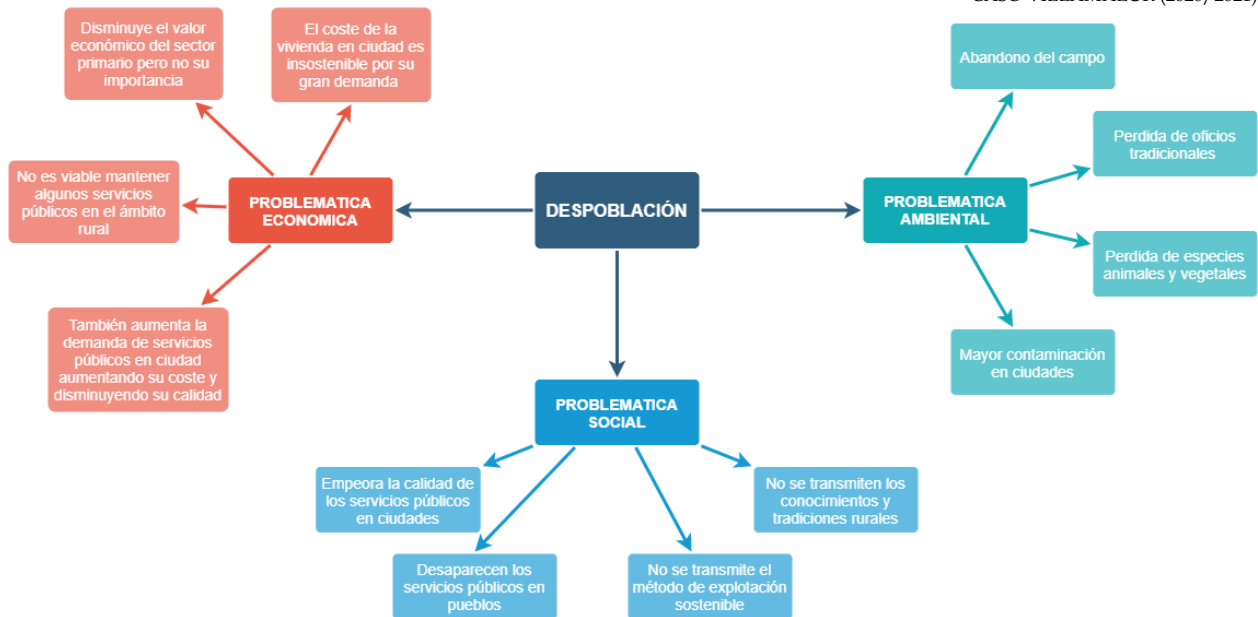 CASO VILLAMALUR (2020/2021)
Disminuye el valor
económico del sector
primario pero no su
importancia
El coste de la
vivienda en ciudad es
insostenible por su
gran demanda
No es viable mantener
algunos servicios
públicos en el ámbito
rural
PROBLEMATICA
ECONOMICA
También aumenta la
demanda de servicios
públicos en ciudad
aumentando su coste y
disminuyendo su calidad
DESPOBLACIÓN
PROBLEMATICA
AMBIENTAL
Abandono del campo
Perdida de oficios
tradicionales
Perdida de especies
animales y vegetales
Mayor contaminación
en ciudades
PROBLEMATICA
SOCIAL
Empeora la calidad de
los servicios públicos
en ciudades
Desaparecen los
servicios públicos en
pueblos
No se transmite el
método de explotación
sostenible
No se transmiten los
conocimientos y
tradiciones rurales